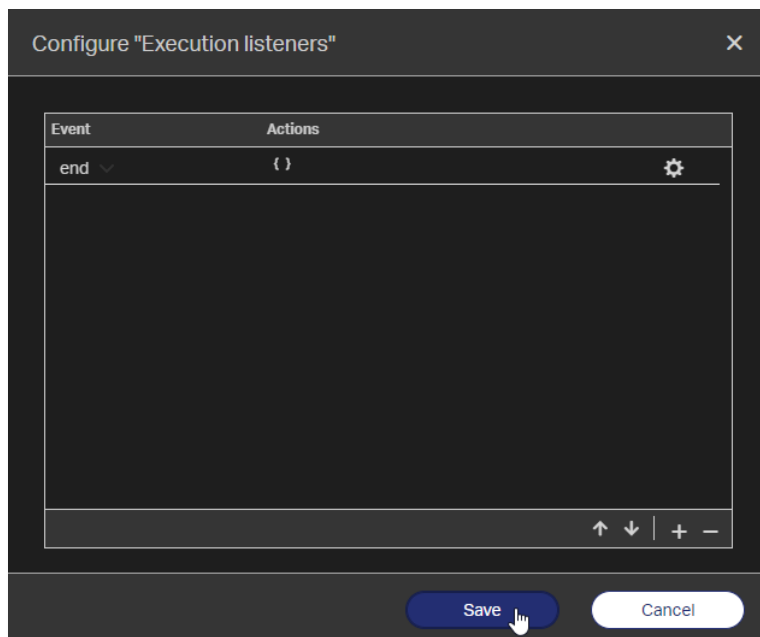 Configure "Execution listeners"
Event Actions
end { }
Save Cancel